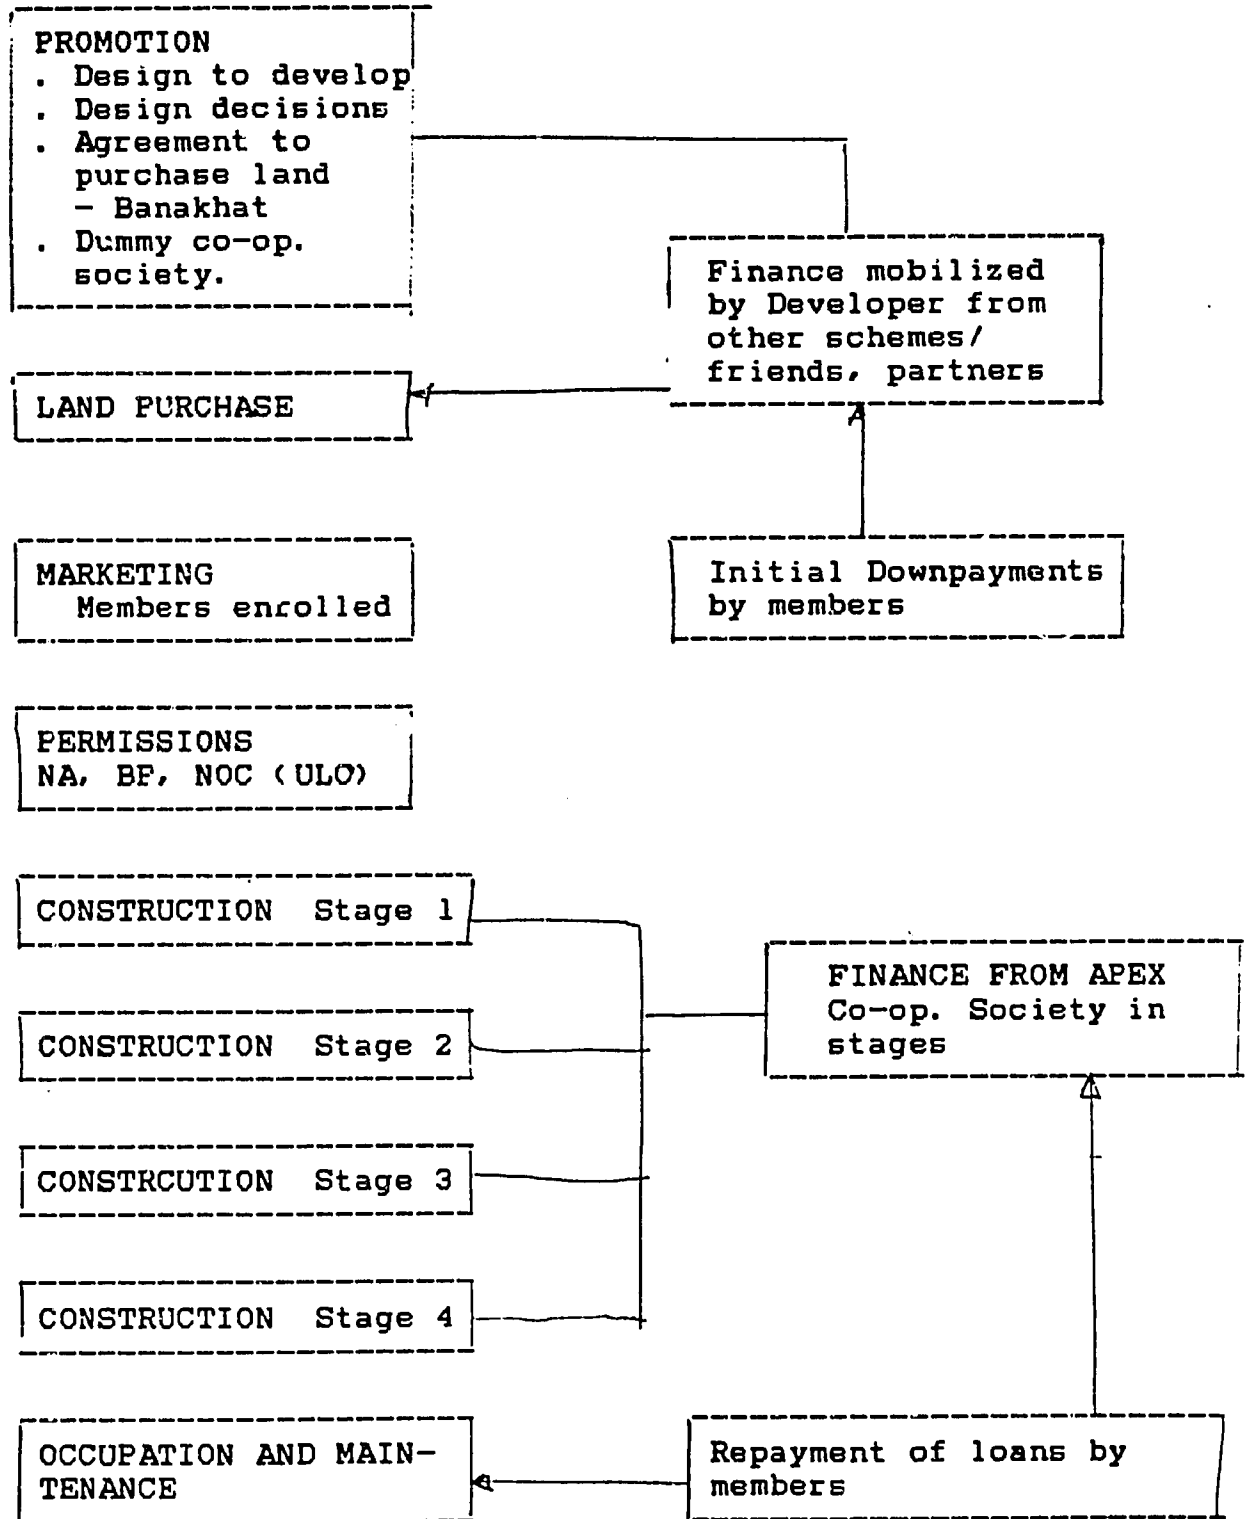 PROMOTION
. Design to develop
. Design decisions
. Agreement to
purchase land
- Banakhat
. Dummy co-op.
society.
Finance mobilized
by Developer from
other schemes/
friends, partners
LAND PURCHASE
MARKETING
Members enrolled
Initial Downpayments
by members
PERMISSIONS
NA, BP, NOC (ULO)
CONSTRUCTION Stage 1
FINANCE FROM APEX
Co-op. Society in
stages
CONSTRUCTION Stage 2
CONSTRCUTION Stage 3
CONSTRUCTION Stage 4
OCCUPATION AND MAIN-
TENANCE
Repayment of loans by
members